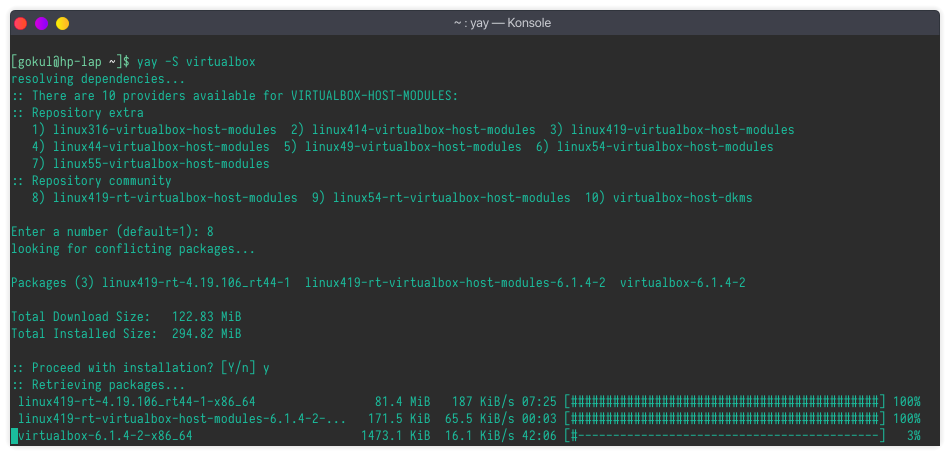 ~ : yay — Konsole
[gokul@hp-lap ~]$ yay -S virtualbox
resolving dependencies...
:: There are 10 providers available for VIRTUALBOX-HOST-MODULES:
:: Repository extra
   1) linux316-virtualbox-host-modules  2) linux414-virtualbox-host-modules  3) linux419-virtualbox-host-modules
   4) linux44-virtualbox-host-modules  5) linux49-virtualbox-host-modules  6) linux54-virtualbox-host-modules
   7) linux55-virtualbox-host-modules
:: Repository community
   8) linux419-rt-virtualbox-host-modules  9) linux54-rt-virtualbox-host-modules  10) virtualbox-host-dkms
Enter a number (default=1): 8
looking for conflicting packages...
Packages (3) linux419-rt-4.19.106_rt44-1  linux419-rt-virtualbox-host-modules-6.1.4-2  virtualbox-6.1.4-2
Total Download Size:   122.83 MiB
Total Installed Size:  294.82 MiB
:: Proceed with installation? [Y/n] y
:: Retrieving packages...
 linux419-rt-4.19.106_rt44-1-x86_64                 81.4 MiB   187 KiB/s 07:25 [############################################] 100%
 linux419-rt-virtualbox-host-modules-6.1.4-2-...   171.5 KiB  65.5 KiB/s 00:03 [############################################] 100%
 virtualbox-6.1.4-2-x86_64                        1473.1 KiB  16.1 KiB/s 42:06 [#-------------------------------------------]   3%